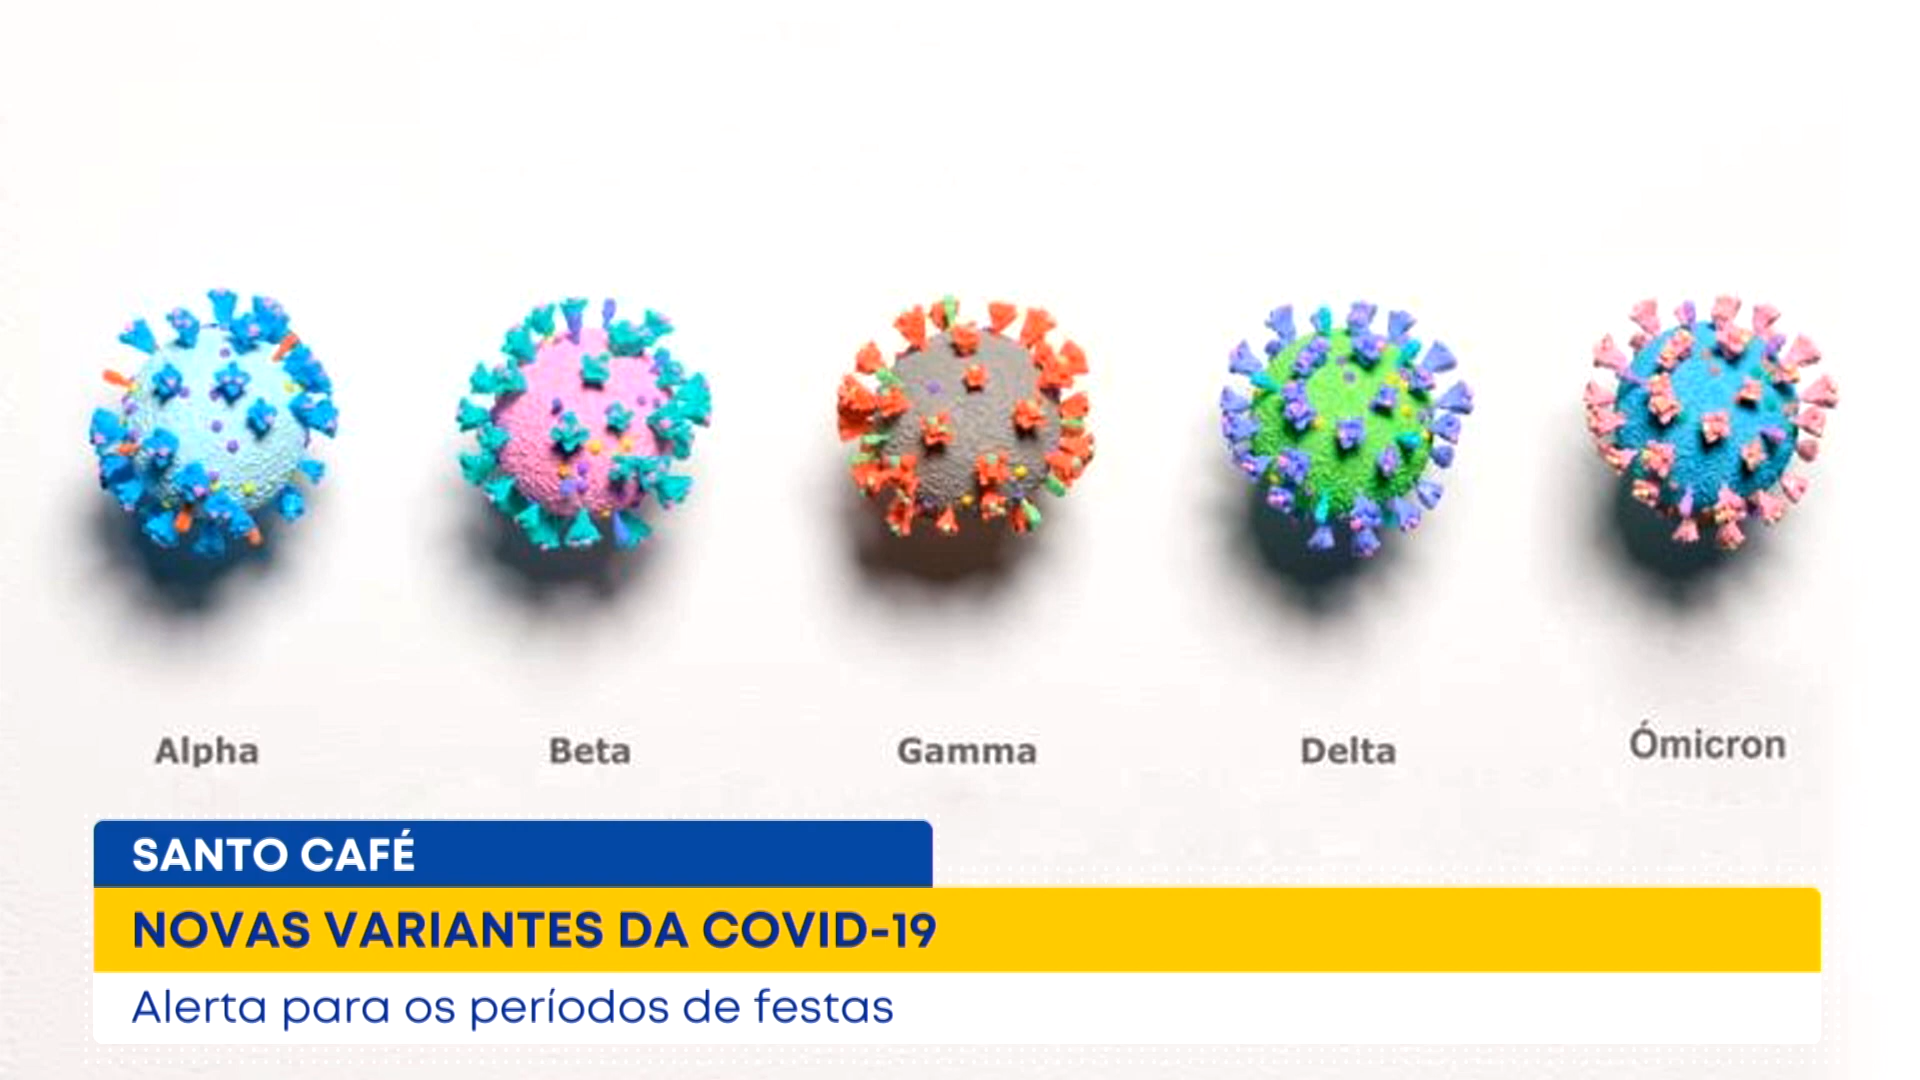 Alpha Beta Gamma Delta Ómicron
SANTO CAFÉ
NOVAS VARIANTES DA COVID-19
Alerta para os períodos de festas